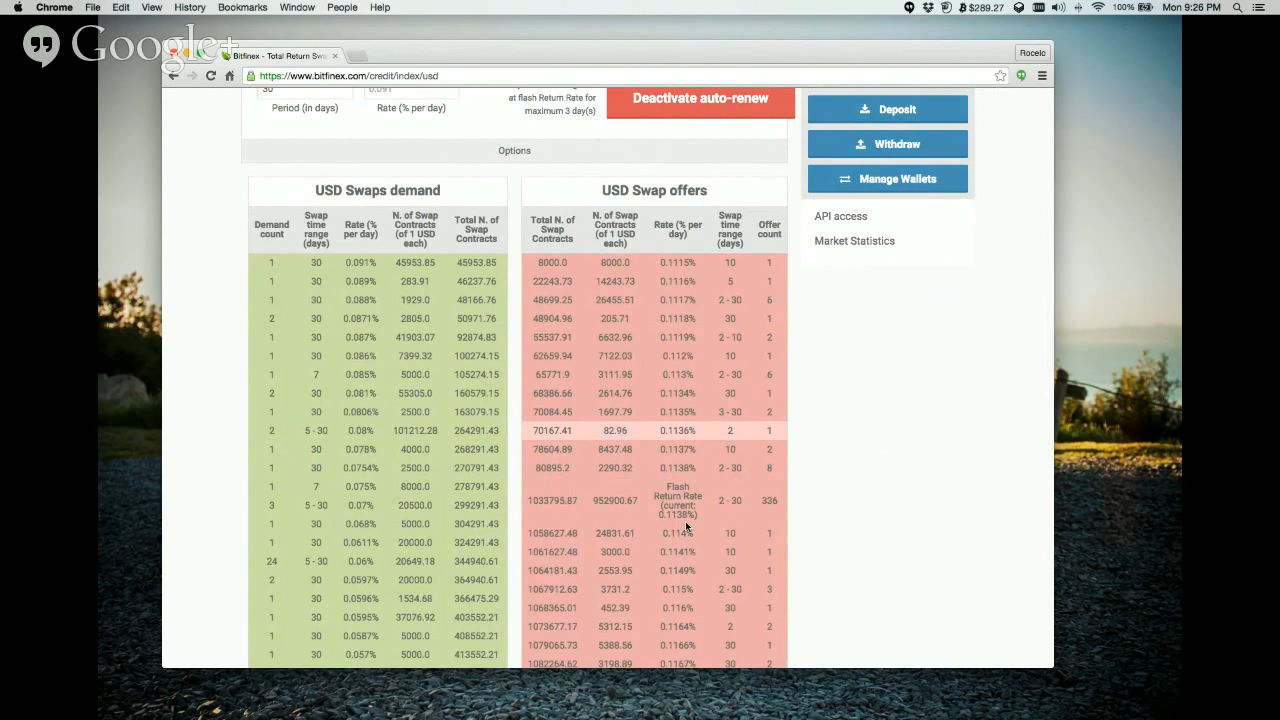 Chrome File Edit View History Bookmarks Window People Help
$289.27 100% Mon 9:26 PM
Google+
Bitfinex - Total Return Swa
Rocelo
https://www.bitfinex.com/credit/index/usd
30 0.091
Period (in days) Rate (% per day)
at flash Return Rate for
maximum 3 day(s)
Deactivate auto-renew
Options
Deposit
Withdraw
Manage Wallets
API access
Market Statistics
USD Swaps demand
Demand count Swap time range (days) Rate (% per day) N. of Swap Contracts (of 1 USD each) Total N. of Swap Contracts
1 30 0.091% 45953.85 45953.85
1 30 0.089% 283.91 46237.76
1 30 0.088% 1929.0 48166.76
2 30 0.0871% 2805.0 50971.76
1 30 0.087% 41903.07 92874.83
1 30 0.086% 7399.32 100274.15
1 7 0.085% 5000.0 105274.15
2 30 0.081% 55305.0 160579.15
1 30 0.0806% 2500.0 163079.15
2 5 - 30 0.08% 101212.28 264291.43
1 30 0.078% 4000.0 268291.43
1 30 0.0754% 2500.0 270791.43
1 7 0.075% 8000.0 278791.43
3 5 - 30 0.07% 20500.0 299291.43
1 30 0.068% 5000.0 304291.43
1 30 0.0611% 20000.0 324291.43
24 5 - 30 0.06% 20649.18 344940.61
2 30 0.0597% 20000.0 364940.61
1 30 0.0596% 1534.68 366475.29
1 30 0.0595% 37076.92 403552.21
1 30 0.0587% 5000.0 408552.21
1 30 0.057% 5000.0 413552.21
USD Swap offers
Total N. of Swap Contracts N. of Swap Contracts (of 1 USD each) Rate (% per day) Swap time range (days) Offer count
8000.0 8000.0 0.1115% 10 1
22243.73 14243.73 0.1116% 5 1
48699.25 26455.51 0.1117% 2 - 30 6
48904.96 205.71 0.1118% 30 1
55537.91 6632.96 0.1119% 2 - 10 2
62659.94 7122.03 0.112% 10 1
65771.9 3111.95 0.113% 2 - 30 6
68386.66 2614.76 0.1134% 30 1
70084.45 1697.79 0.1135% 3 - 30 2
70167.41 82.96 0.1136% 2 1
78604.89 8437.48 0.1137% 10 2
80895.2 2290.32 0.1138% 2 - 30 8
1033795.87 952900.67 Flash Return Rate (current: 0.1138%) 2 - 30 336
1058627.48 24831.61 0.114% 10 1
1061627.48 3000.0 0.1141% 10 1
1064181.43 2553.95 0.1149% 30 1
1067912.63 3731.2 0.115% 2 - 30 3
1068365.01 452.39 0.116% 30 1
1073677.17 5312.15 0.1164% 2 2
1079065.73 5388.56 0.1166% 30 1
1082264.62 3198.89 0.1167% 30 2